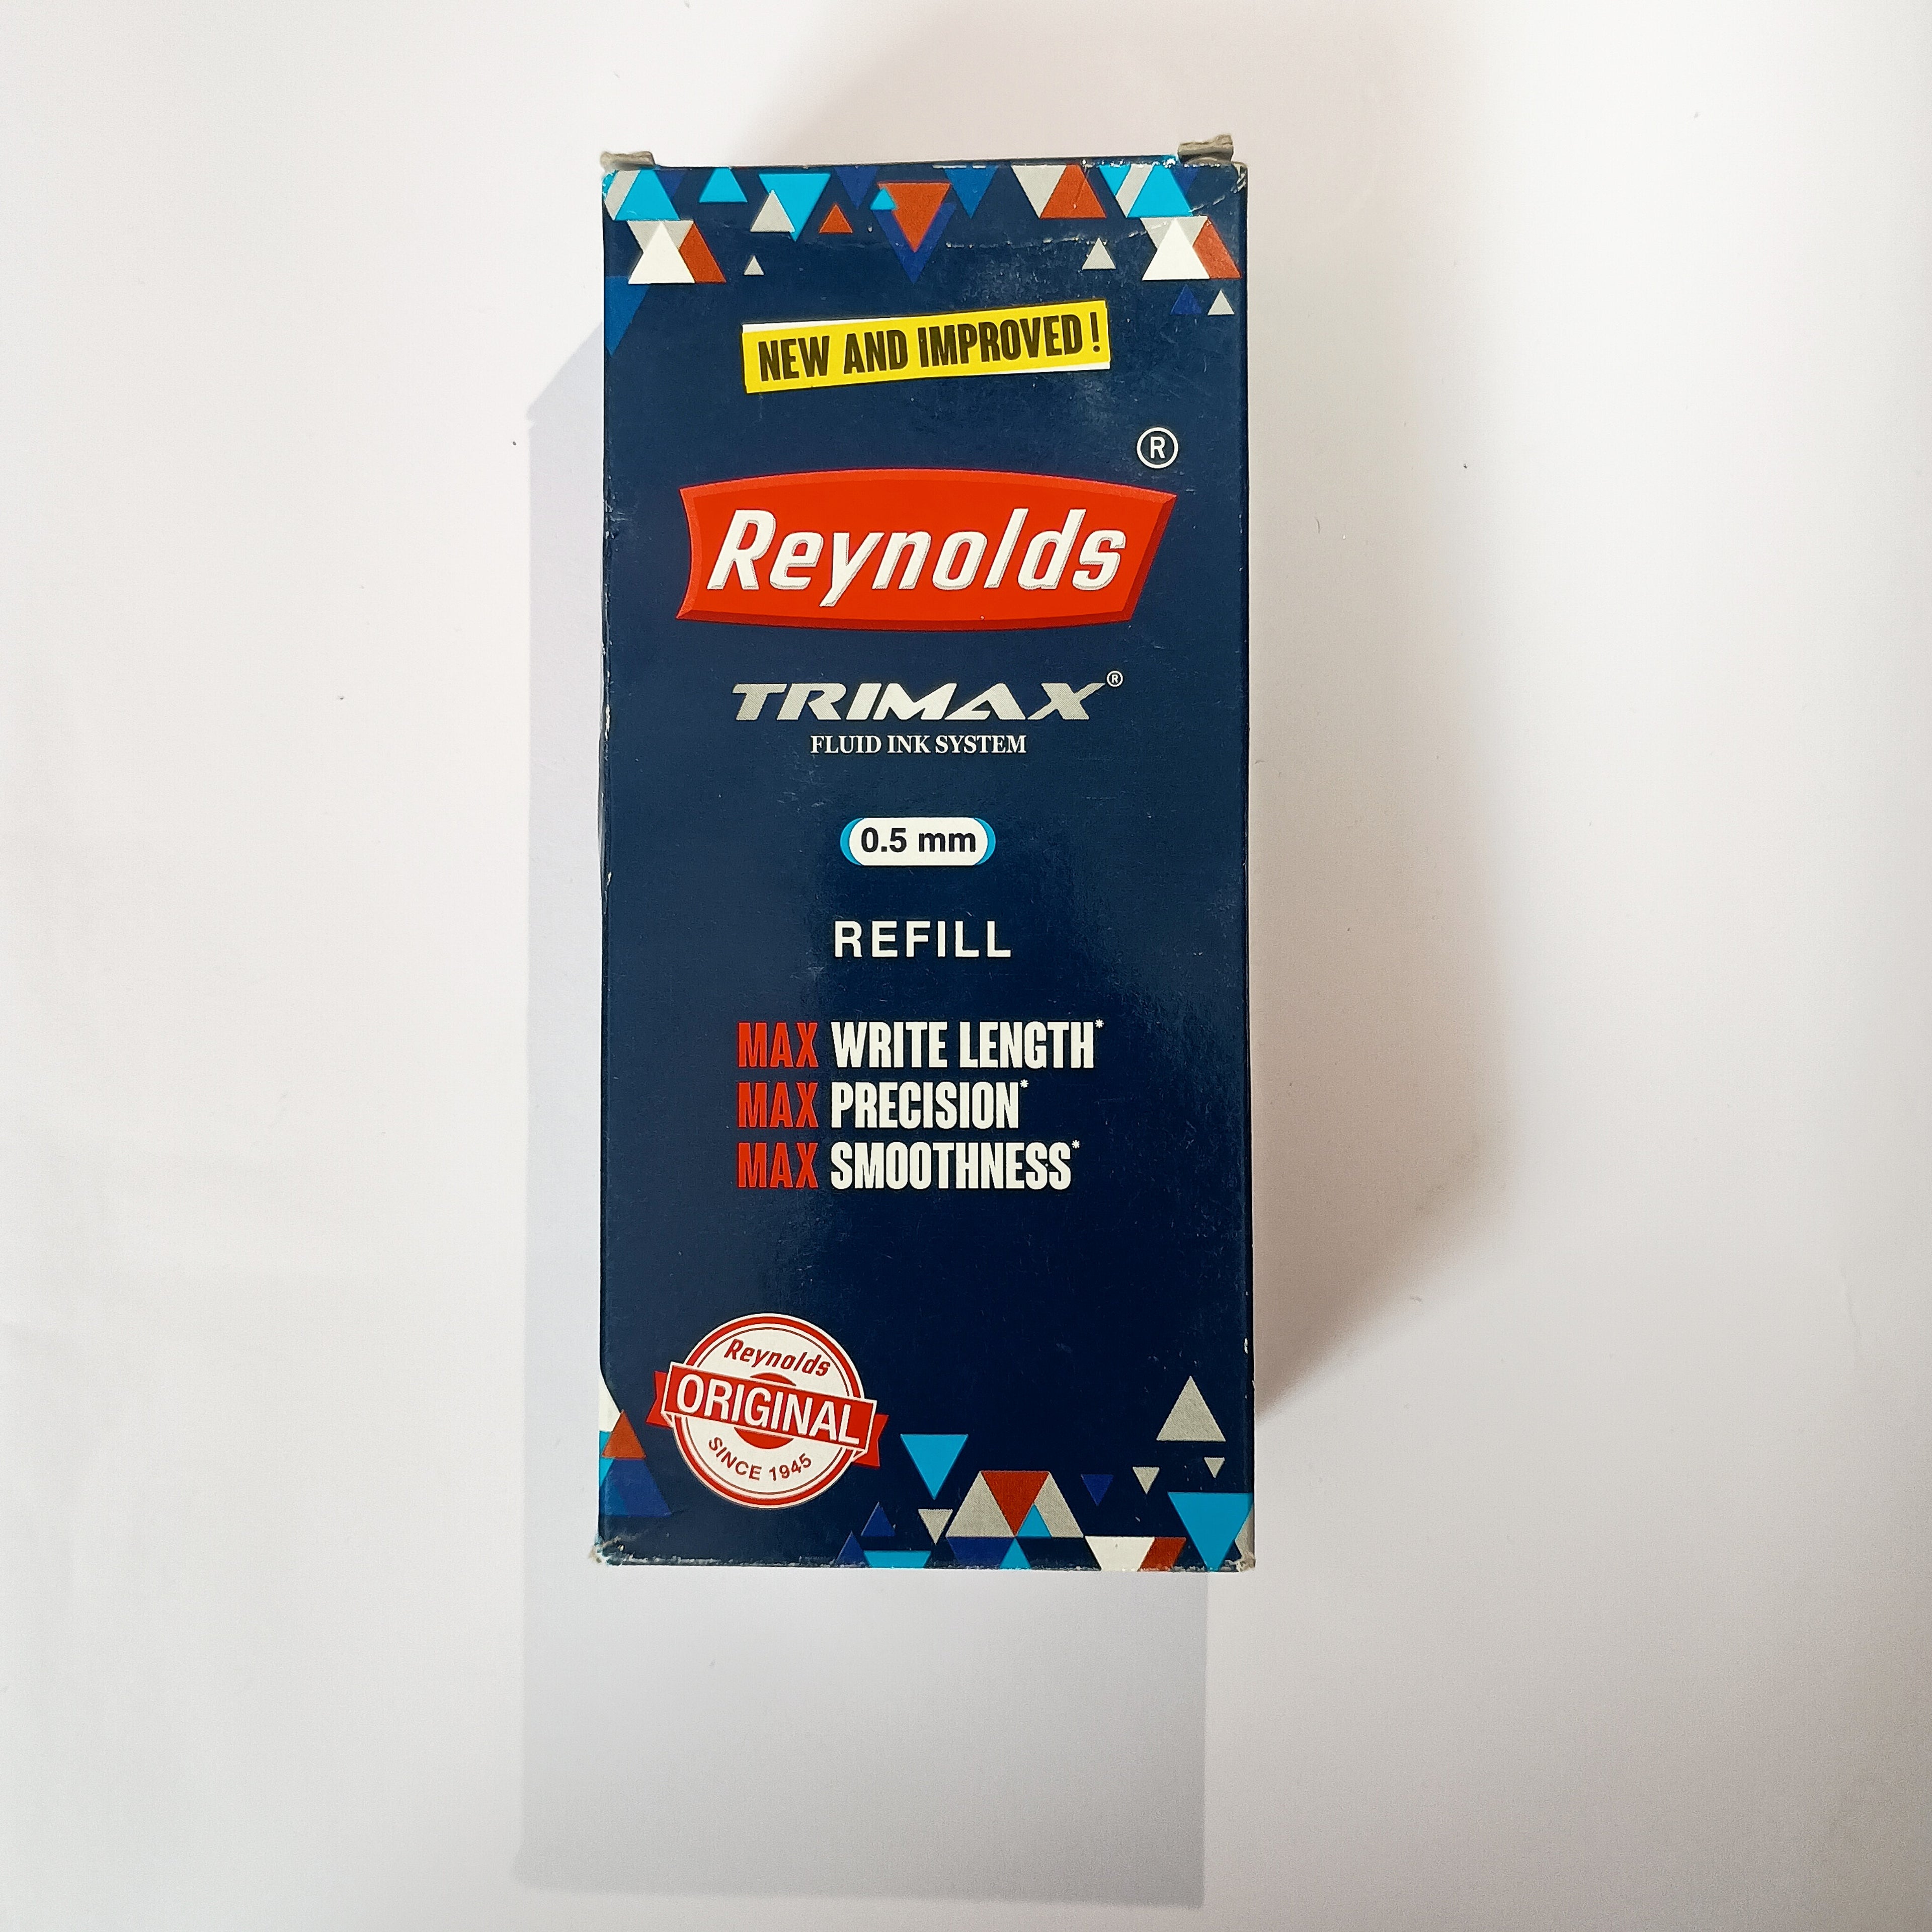 NEW AND IMPROVED!
®
Reynolds
TRIMAX®
FLUID INK SYSTEM
0.5 mm
REFILL
MAX WRITE LENGTH*
MAX PRECISION*
MAX SMOOTHNESS*
Reynolds
ORIGINAL
SINCE 1945